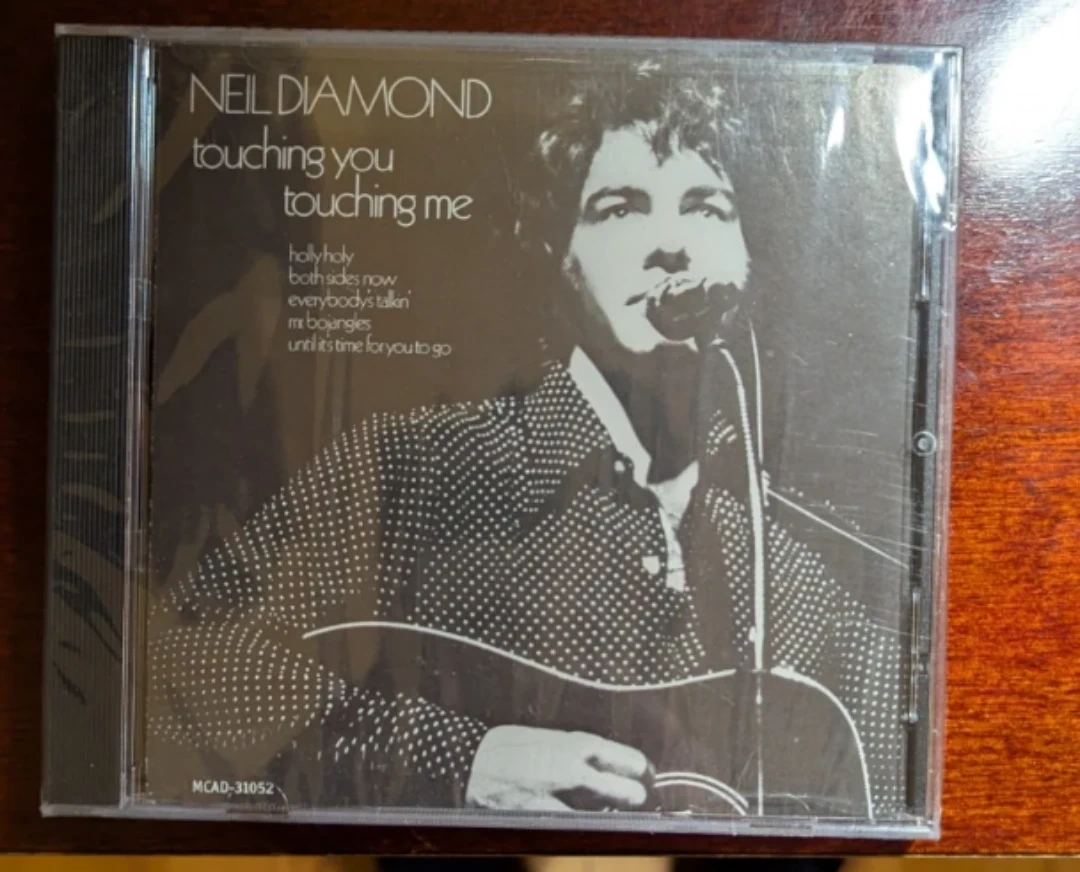 NEIL DIAMOND
touching you
touching me
holly holy
both sides now
everybody's talkin'
mr. bojangles
until it's time for you to go
MCAD-31052